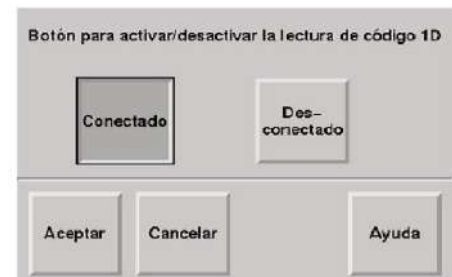 Botón para activar/desactivar la lectura de código 1D
Conectado
Des-
conectado
Aceptar
Cancelar
Ayuda